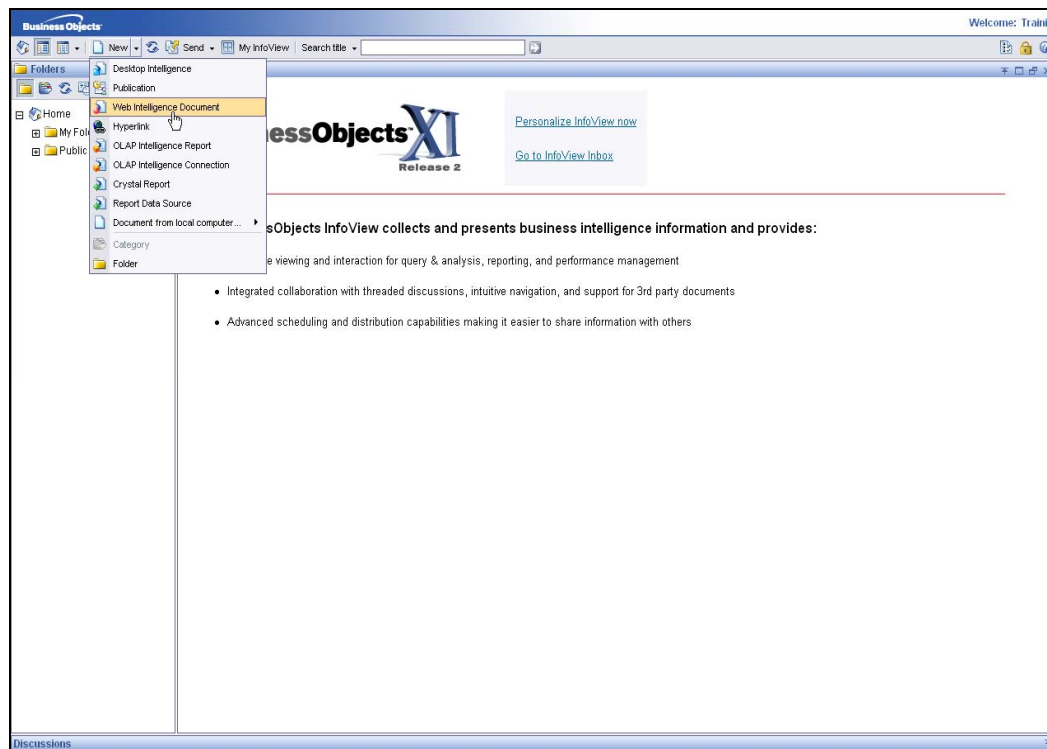 Business Objects
Welcome: Traini
New Send My InfoView Search title
Folders
Desktop Intelligence
Publication
Web Intelligence Document
Hyperlink
OLAP Intelligence Report
OLAP Intelligence Connection
Crystal Report
Report Data Source
Document from local computer...
Category
Folder
Home
My Fol
Public
essObjects XI
Release 2
Personalize InfoView now
Go to InfoView Inbox
sObjects InfoView collects and presents business intelligence information and provides:
e viewing and interaction for query & analysis, reporting, and performance management
• Integrated collaboration with threaded discussions, intuitive navigation, and support for 3rd party documents
• Advanced scheduling and distribution capabilities making it easier to share information with others
Discussions